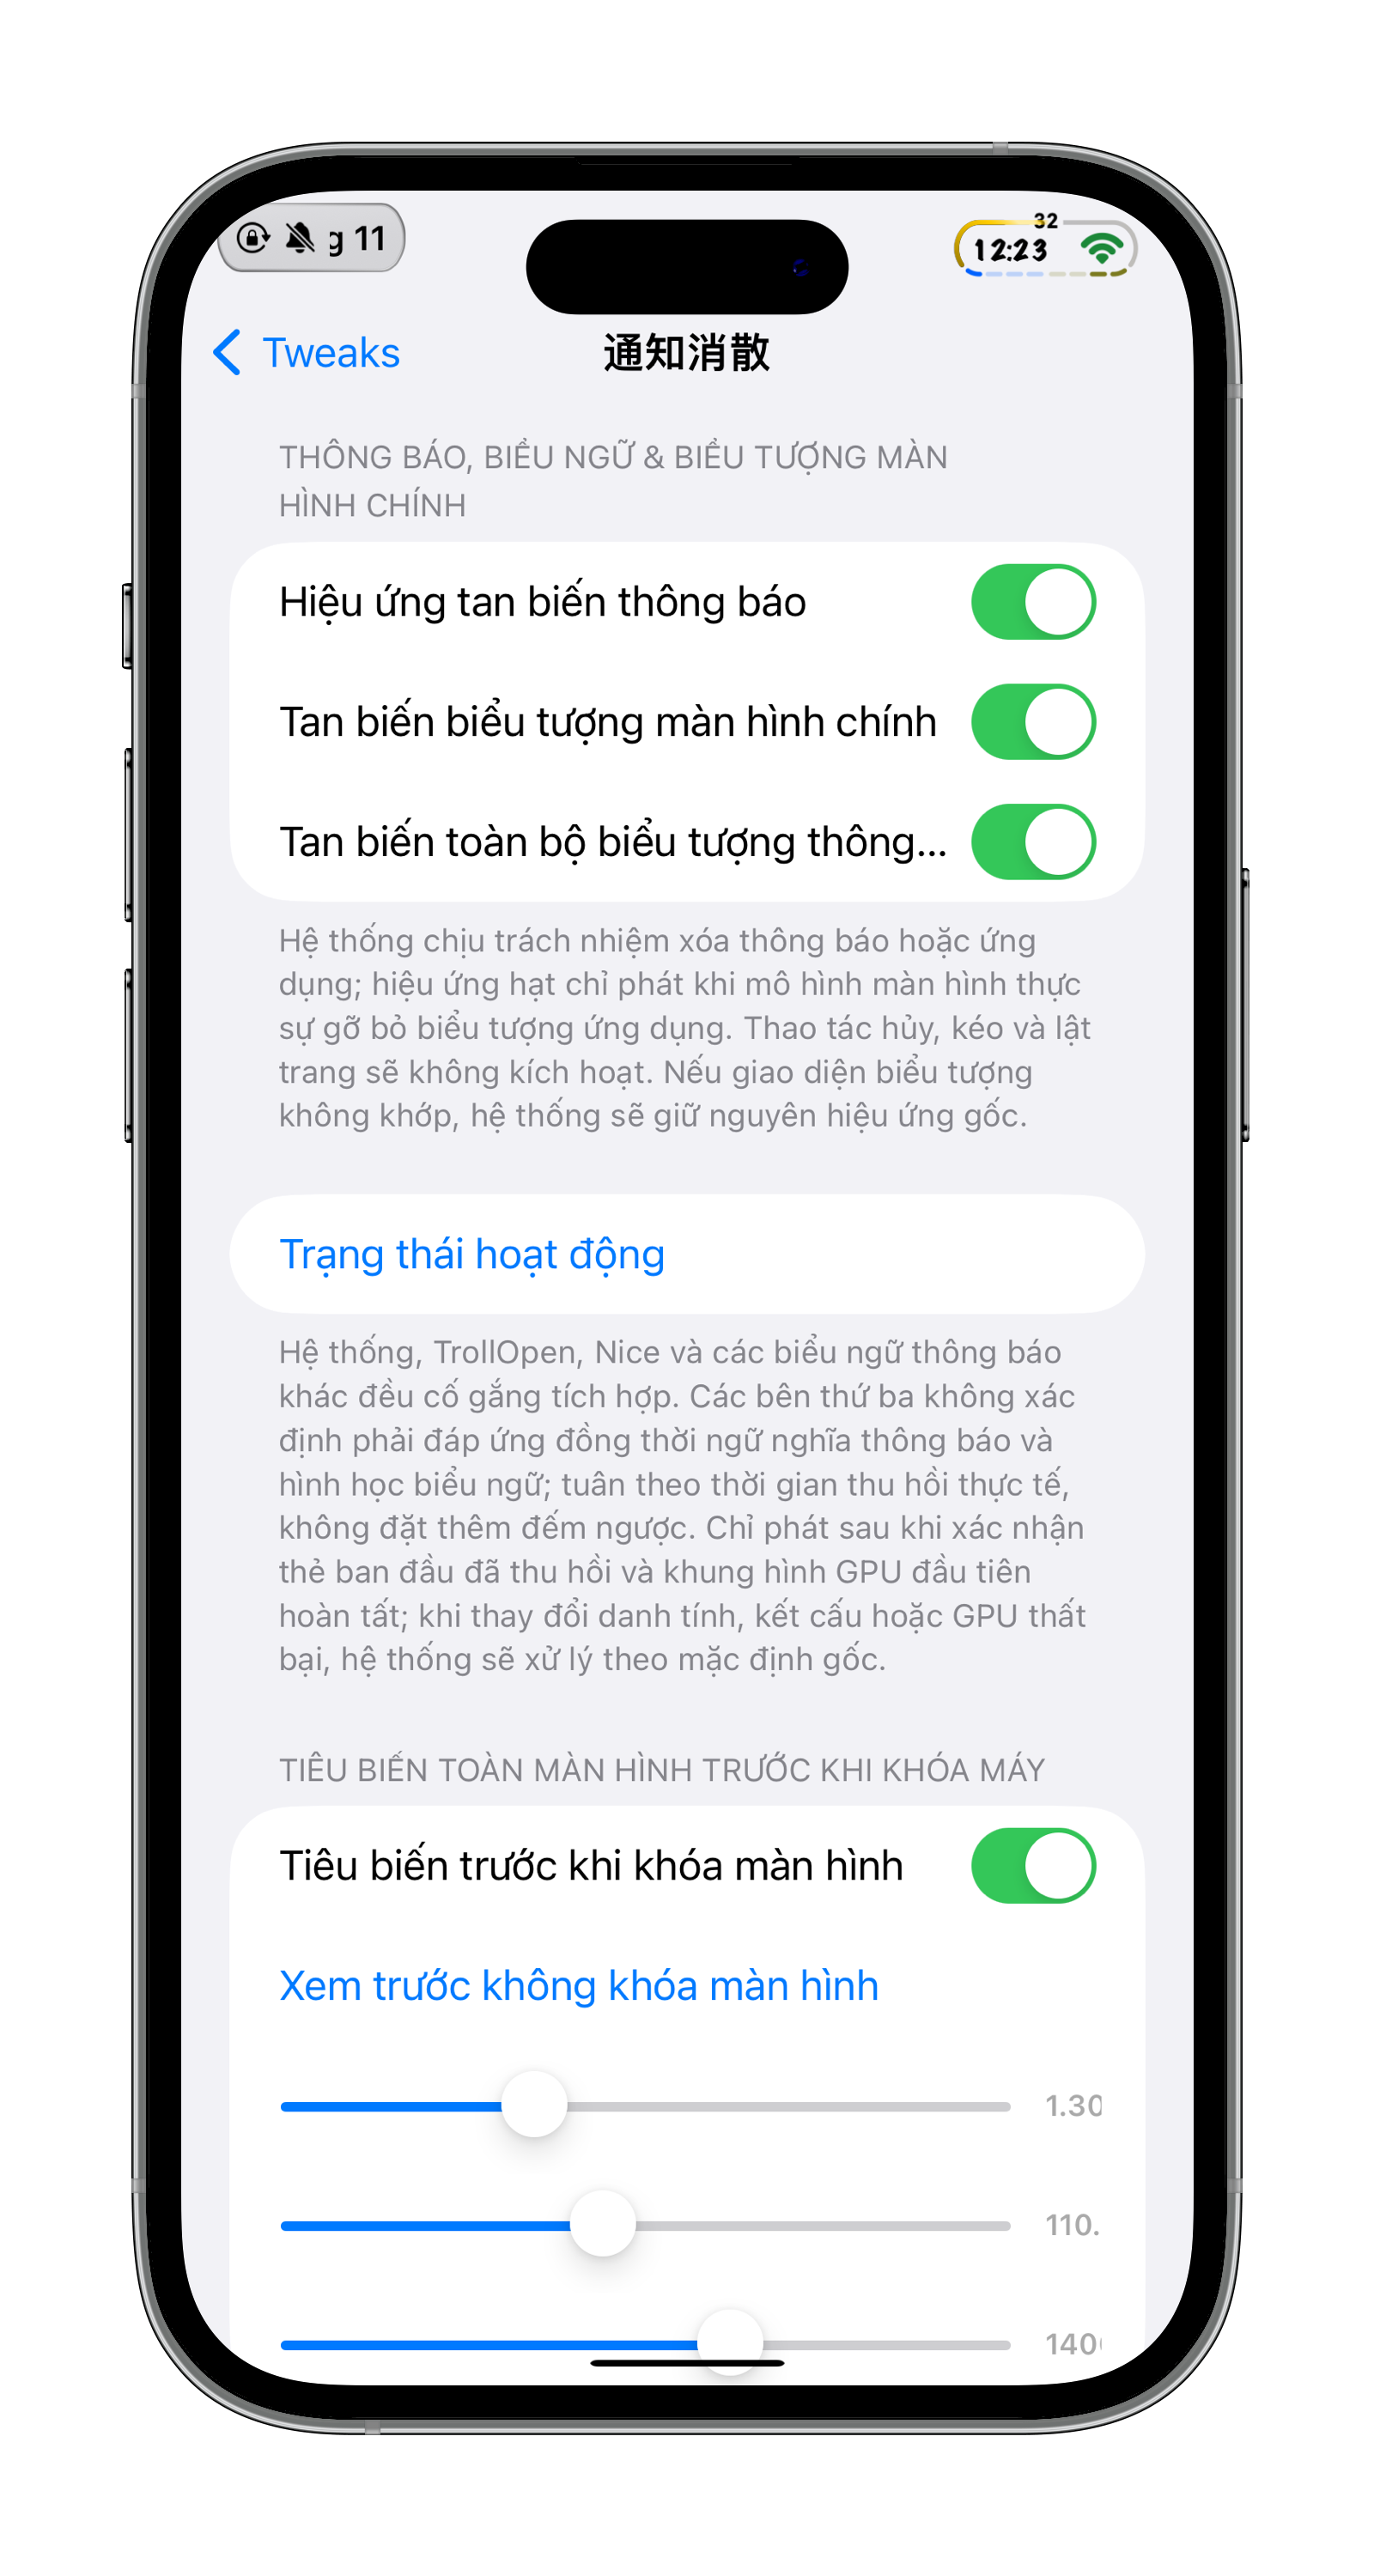 g 11
32
12:23
Tweaks
通知消散
THÔNG BÁO, BIỂU NGỮ & BIỂU TƯỢNG MÀN
HÌNH CHÍNH
Hiệu ứng tan biến thông báo
Tan biến biểu tượng màn hình chính
Tan biến toàn bộ biểu tượng thông...
Hệ thống chịu trách nhiệm xóa thông báo hoặc ứng
dụng; hiệu ứng hạt chỉ phát khi mô hình màn hình thực
sự gỡ bỏ biểu tượng ứng dụng. Thao tác hủy, kéo và lật
trang sẽ không kích hoạt. Nếu giao diện biểu tượng
không khớp, hệ thống sẽ giữ nguyên hiệu ứng gốc.
Trạng thái hoạt động
Hệ thống, TrollOpen, Nice và các biểu ngữ thông báo
khác đều cố gắng tích hợp. Các bên thứ ba không xác
định phải đáp ứng đồng thời ngữ nghĩa thông báo và
hình học biểu ngữ; tuân theo thời gian thu hồi thực tế,
không đặt thêm đếm ngược. Chỉ phát sau khi xác nhận
thẻ ban đầu đã thu hồi và khung hình GPU đầu tiên
hoàn tất; khi thay đổi danh tính, kết cấu hoặc GPU thất
bại, hệ thống sẽ xử lý theo mặc định gốc.
TIÊU BIẾN TOÀN MÀN HÌNH TRƯỚC KHI KHÓA MÁY
Tiêu biến trước khi khóa màn hình
Xem trước không khóa màn hình
1.30
110.
140